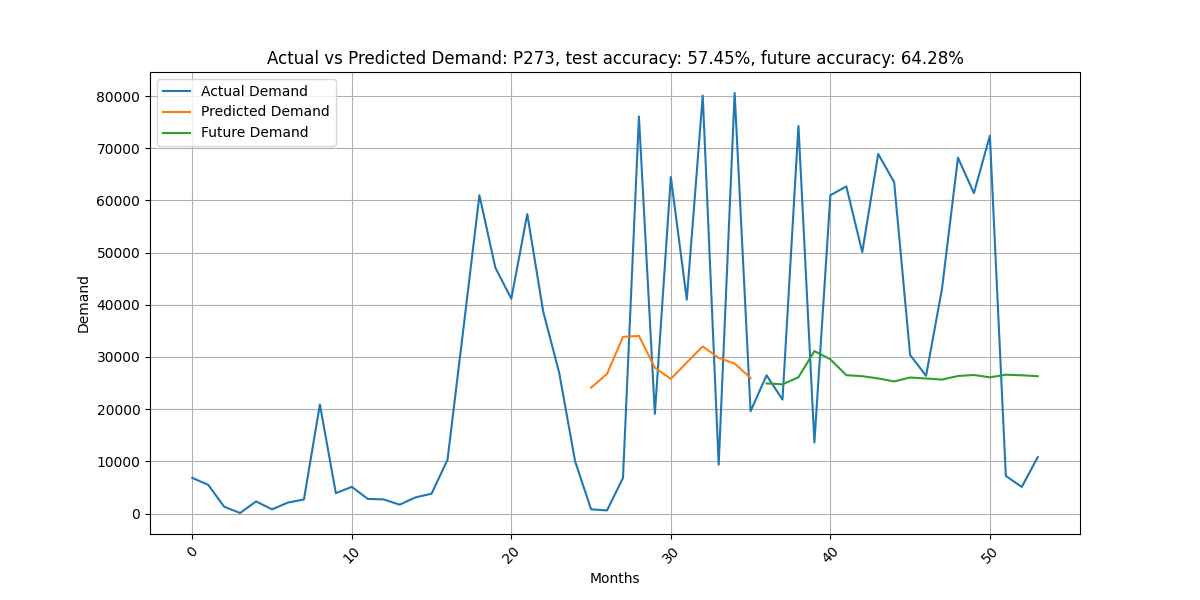 Actual vs Predicted Demand: P273, test accuracy: 57.45%, future accuracy: 64.28%
Actual Demand
Predicted Demand
Future Demand
80000
70000
60000
50000
40000
30000
20000
10000
0
Demand
0 10 20 30 40 50
Months